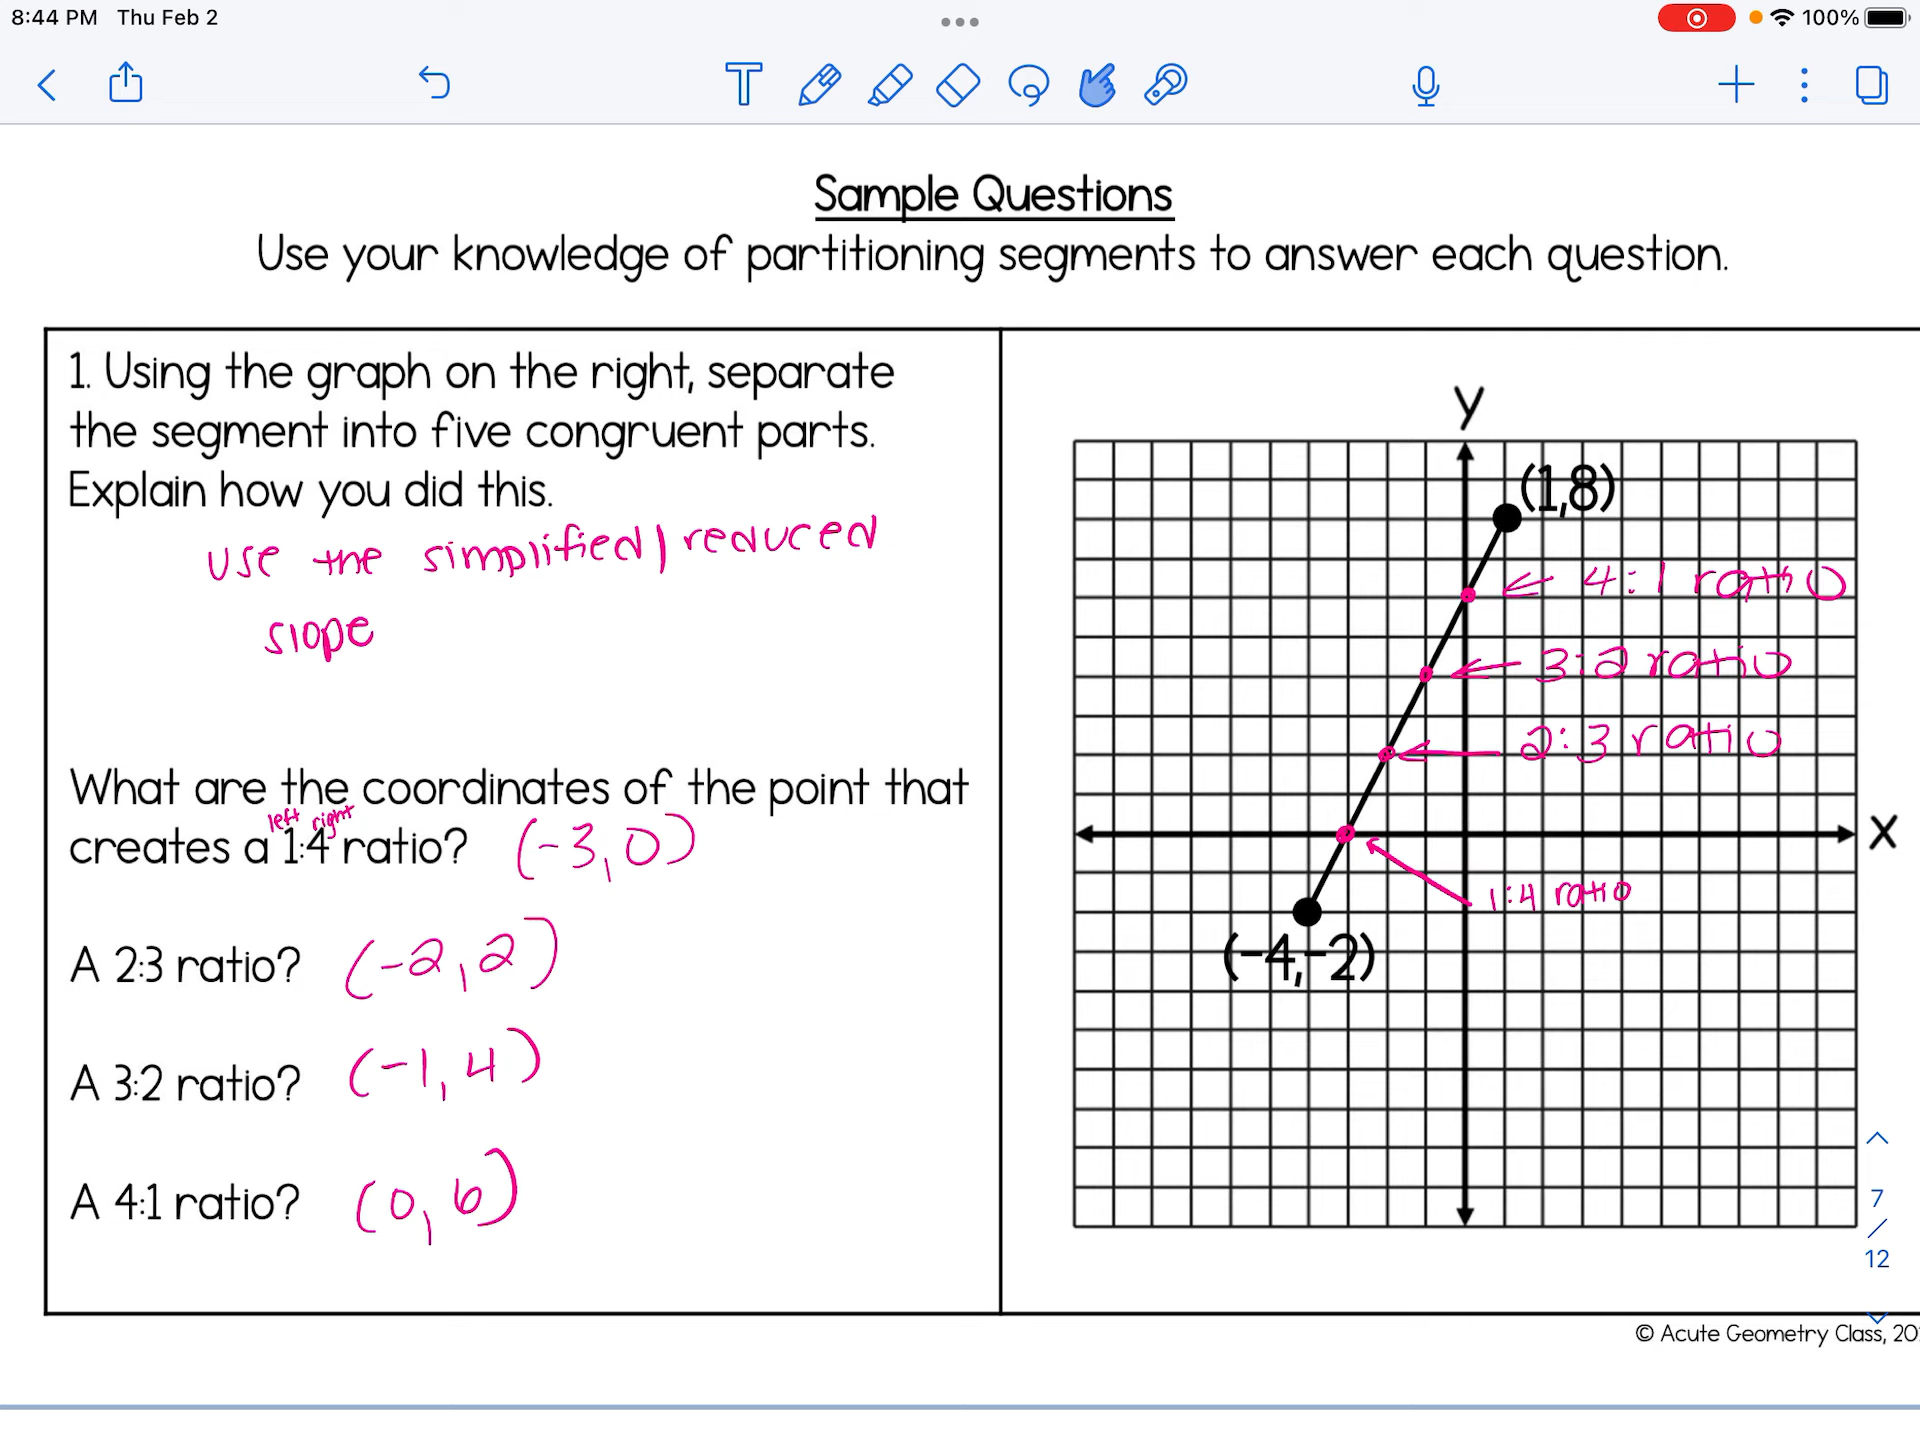 8:44 PM Thu Feb 2
100%
Sample Questions
Use your knowledge of partitioning segments to answer each question.
1. Using the graph on the right, separate
the segment into five congruent parts.
Explain how you did this.
use the simplified/reduced
slope
What are the coordinates of the point that
left right
creates a 1:4 ratio? (-3,0)
A 2:3 ratio? (-2,2)
A 3:2 ratio? (-1,4)
A 4:1 ratio? (0,6)
y
(1,8)
4:1 ratio
3:2 ratio
2:3 ratio
x
1:4 ratio
(-4,-2)
7
/
12
© Acute Geometry Class, 20